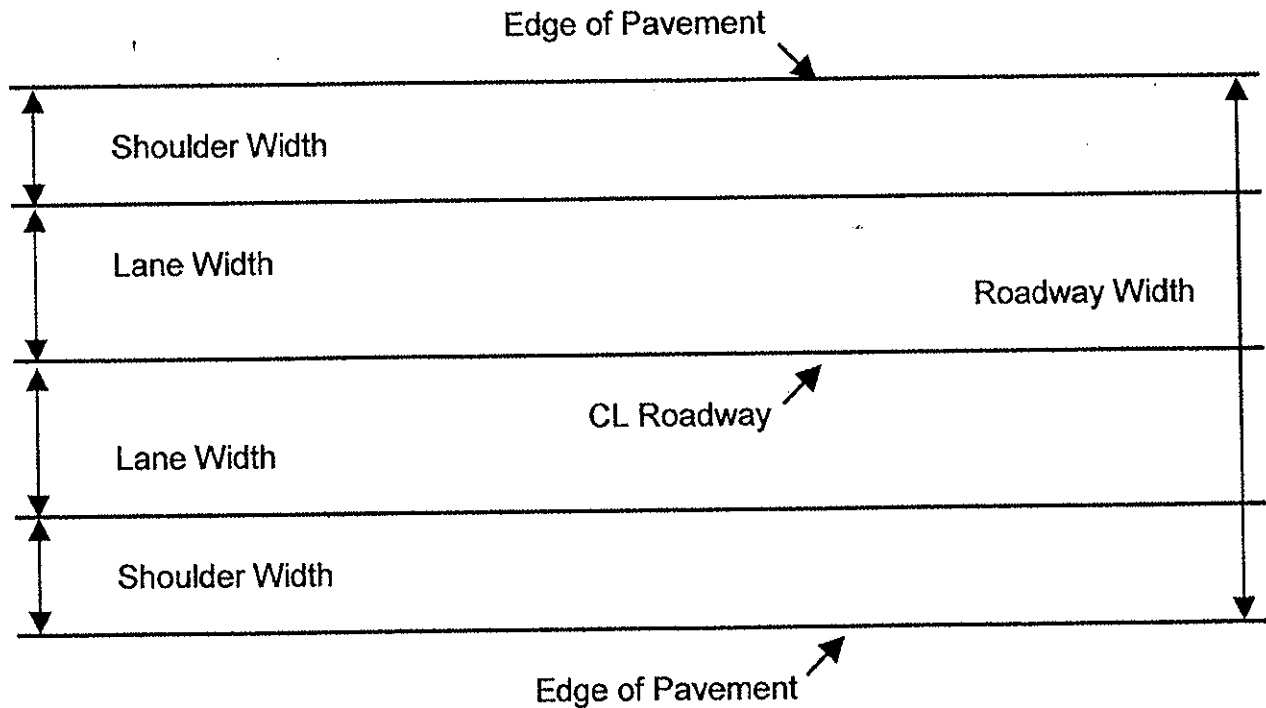 Edge of Pavement
Shoulder Width
Lane Width
Roadway Width
CL Roadway
Lane Width
Shoulder Width
Edge of Pavement